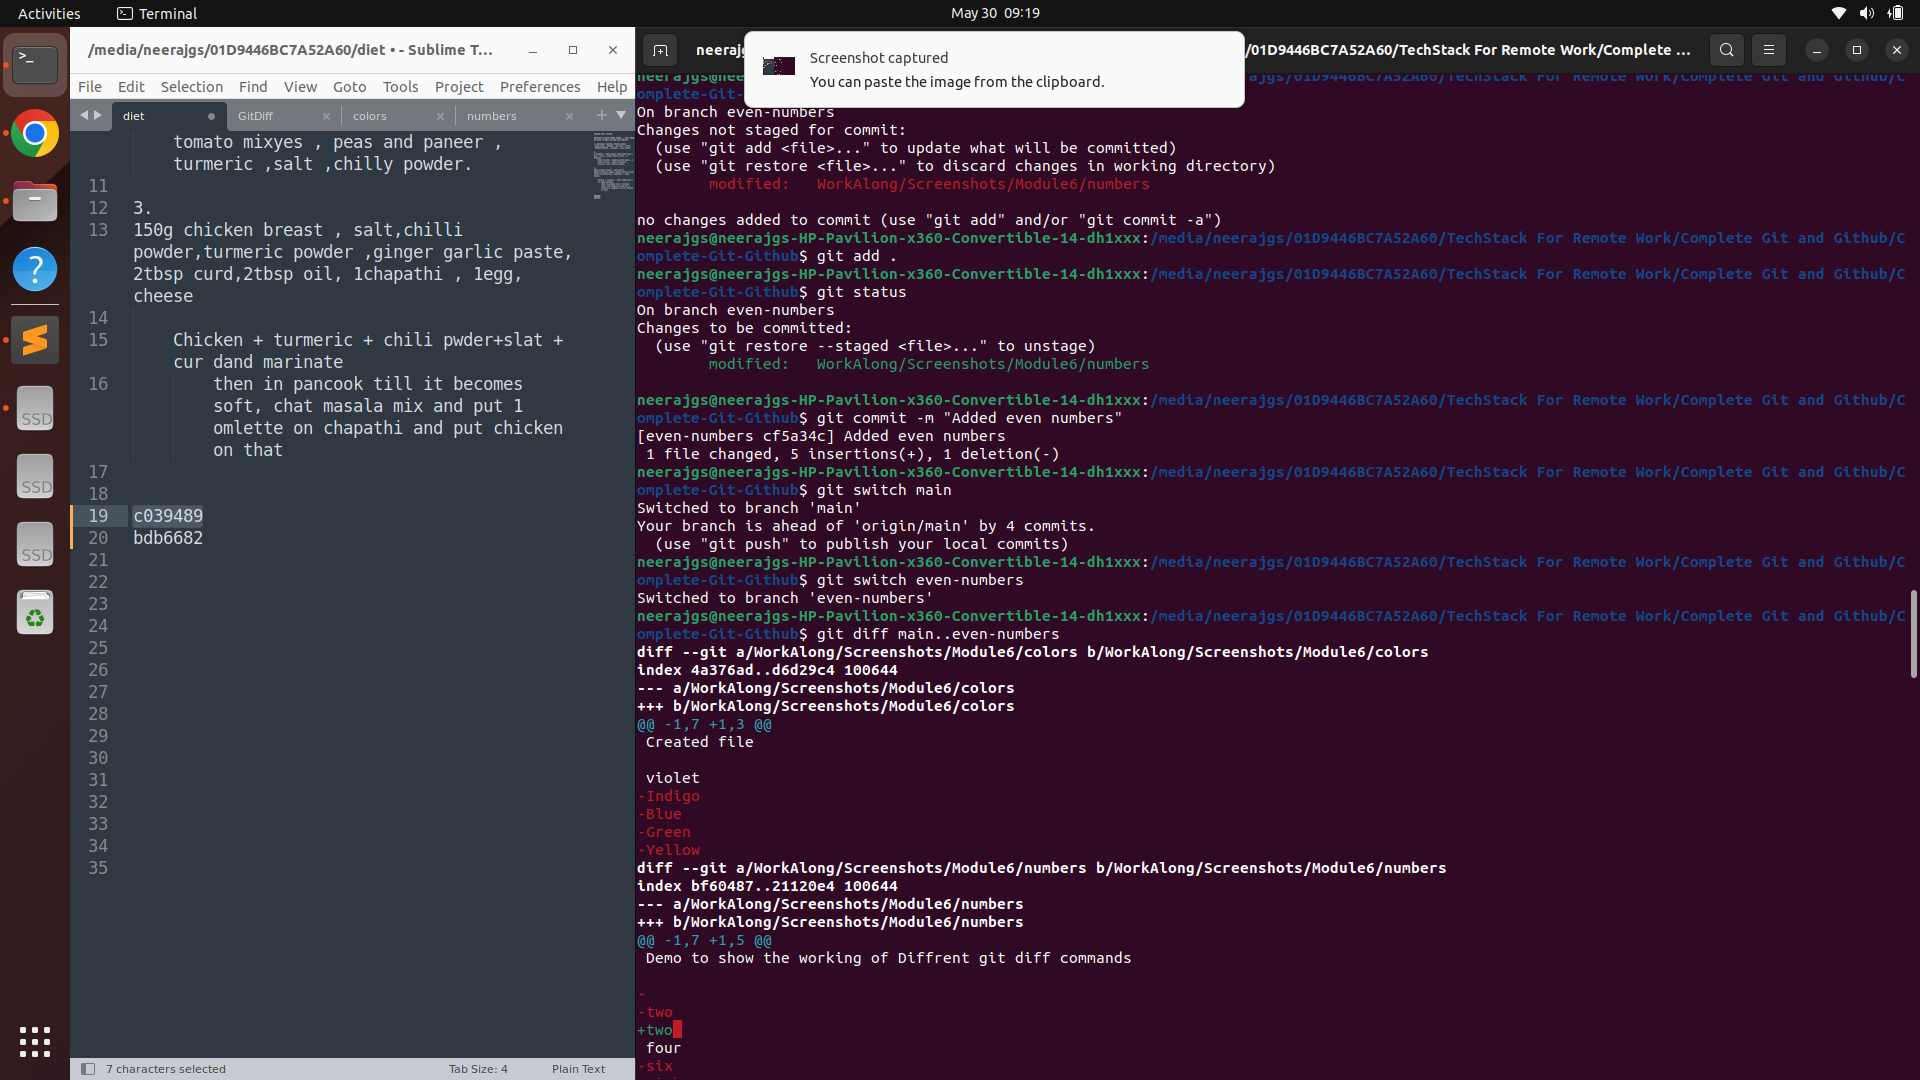 Activities
Terminal
May 30  09:19
/media/neerajgs/01D9446BC7A52A60/diet • - Sublime T...
File Edit Selection Find View Goto Tools Project Preferences Help
diet
GitDiff
colors
numbers
tomato mixyes , peas and paneer ,
turmeric ,salt ,chilly powder.
11
12 3.
13 150g chicken breast , salt,chilli
powder,turmeric powder ,ginger garlic paste,
2tbsp curd,2tbsp oil, 1chapathi , 1egg,
cheese
14
15 Chicken + turmeric + chili pwder+slat +
cur dand marinate
16 then in pancook till it becomes
soft, chat masala mix and put 1
omlette on chapathi and put chicken
on that
17
18
19 c039489
20 bdb6682
21
22
23
24
25
26
27
28
29
30
31
32
33
34
35
7 characters selected
Tab Size: 4
Plain Text
SSD
SSD
SSD
neerajg
/01D9446BC7A52A60/TechStack For Remote Work/Complete ...
Screenshot captured
You can paste the image from the clipboard.
omplete-Git-
On branch even-numbers
Changes not staged for commit:
  (use "git add <file>..." to update what will be committed)
  (use "git restore <file>..." to discard changes in working directory)
        modified:   WorkAlong/Screenshots/Module6/numbers
no changes added to commit (use "git add" and/or "git commit -a")
neerajgs@neerajgs-HP-Pavilion-x360-Convertible-14-dh1xxx:/media/neerajgs/01D9446BC7A52A60/TechStack For Remote Work/Complete Git and Github/C
omplete-Git-Github$ git add .
neerajgs@neerajgs-HP-Pavilion-x360-Convertible-14-dh1xxx:/media/neerajgs/01D9446BC7A52A60/TechStack For Remote Work/Complete Git and Github/C
omplete-Git-Github$ git status
On branch even-numbers
Changes to be committed:
  (use "git restore --staged <file>..." to unstage)
        modified:   WorkAlong/Screenshots/Module6/numbers
neerajgs@neerajgs-HP-Pavilion-x360-Convertible-14-dh1xxx:/media/neerajgs/01D9446BC7A52A60/TechStack For Remote Work/Complete Git and Github/C
omplete-Git-Github$ git commit -m "Added even numbers"
[even-numbers cf5a34c] Added even numbers
 1 file changed, 5 insertions(+), 1 deletion(-)
neerajgs@neerajgs-HP-Pavilion-x360-Convertible-14-dh1xxx:/media/neerajgs/01D9446BC7A52A60/TechStack For Remote Work/Complete Git and Github/C
omplete-Git-Github$ git switch main
Switched to branch 'main'
Your branch is ahead of 'origin/main' by 4 commits.
  (use "git push" to publish your local commits)
neerajgs@neerajgs-HP-Pavilion-x360-Convertible-14-dh1xxx:/media/neerajgs/01D9446BC7A52A60/TechStack For Remote Work/Complete Git and Github/C
omplete-Git-Github$ git switch even-numbers
Switched to branch 'even-numbers'
neerajgs@neerajgs-HP-Pavilion-x360-Convertible-14-dh1xxx:/media/neerajgs/01D9446BC7A52A60/TechStack For Remote Work/Complete Git and Github/C
omplete-Git-Github$ git diff main..even-numbers
diff --git a/WorkAlong/Screenshots/Module6/colors b/WorkAlong/Screenshots/Module6/colors
index 4a376ad..d6d29c4 100644
--- a/WorkAlong/Screenshots/Module6/colors
+++ b/WorkAlong/Screenshots/Module6/colors
@@ -1,7 +1,3 @@
 Created file
 violet
-Indigo
-Blue
-Green
-Yellow
diff --git a/WorkAlong/Screenshots/Module6/numbers b/WorkAlong/Screenshots/Module6/numbers
index bf60487..21120e4 100644
--- a/WorkAlong/Screenshots/Module6/numbers
+++ b/WorkAlong/Screenshots/Module6/numbers
@@ -1,7 +1,5 @@
 Demo to show the working of Diffrent git diff commands
-
-two
+two
 four
-six